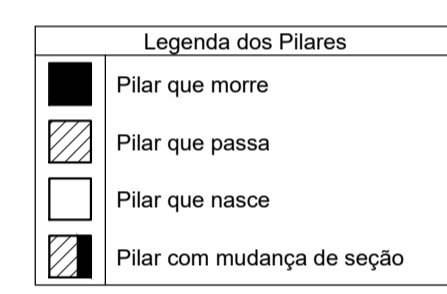 Legenda dos Pilares
Pilar que morre
Pilar que passa
Pilar que nasce
Pilar com mudança de seção